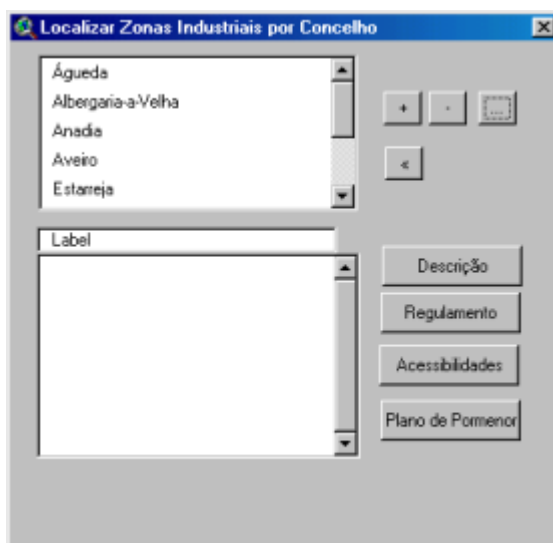 Localizar Zonas Industriais por Concelho
Águeda
Albergaria-a-Velha
Anadia
Aveiro
Estarreja
+ - ...
«
Label
Descrição
Regulamento
Acessibilidades
Plano de Pormenor